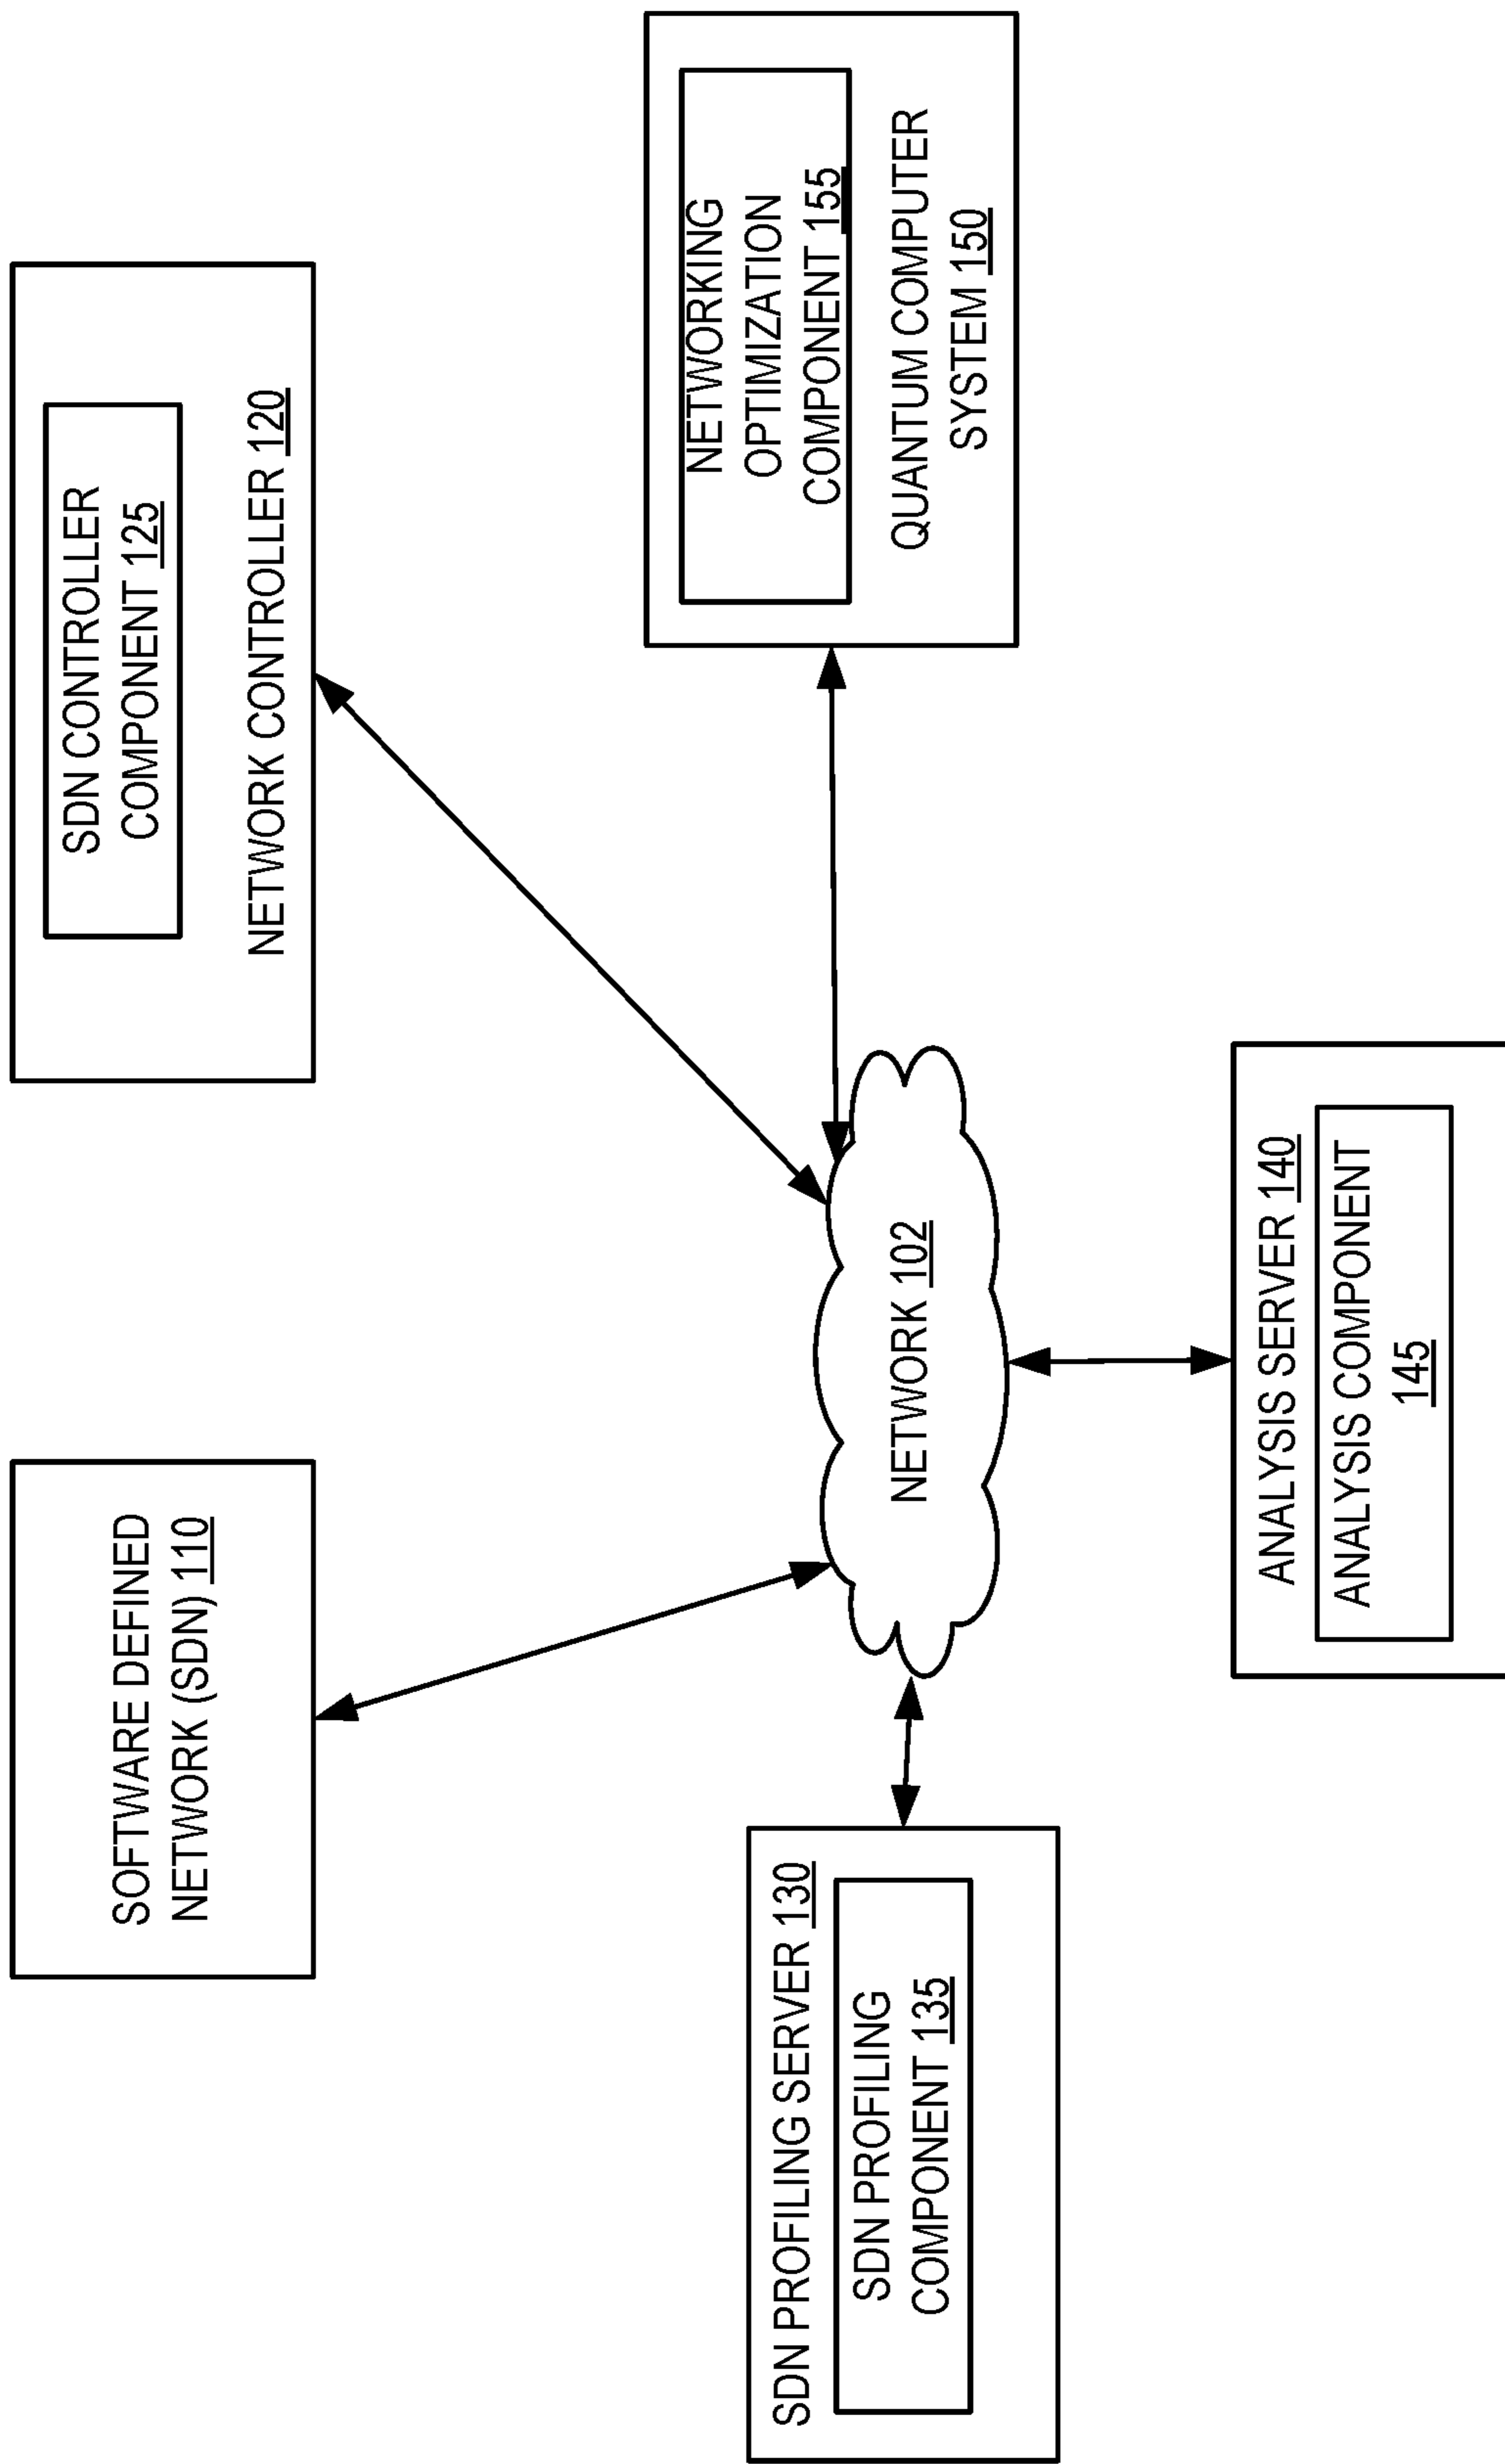 SOFTWARE DEFINED
NETWORK (SDN) 110
SDN CONTROLLER
COMPONENT 125
NETWORK CONTROLLER 120
SDN PROFILING SERVER 130
SDN PROFILING
COMPONENT 135
NETWORK 102
NETWORKING
OPTIMIZATION
COMPONENT 155
QUANTUM COMPUTER
SYSTEM 150
ANALYSIS SERVER 140
ANALYSIS COMPONENT
145